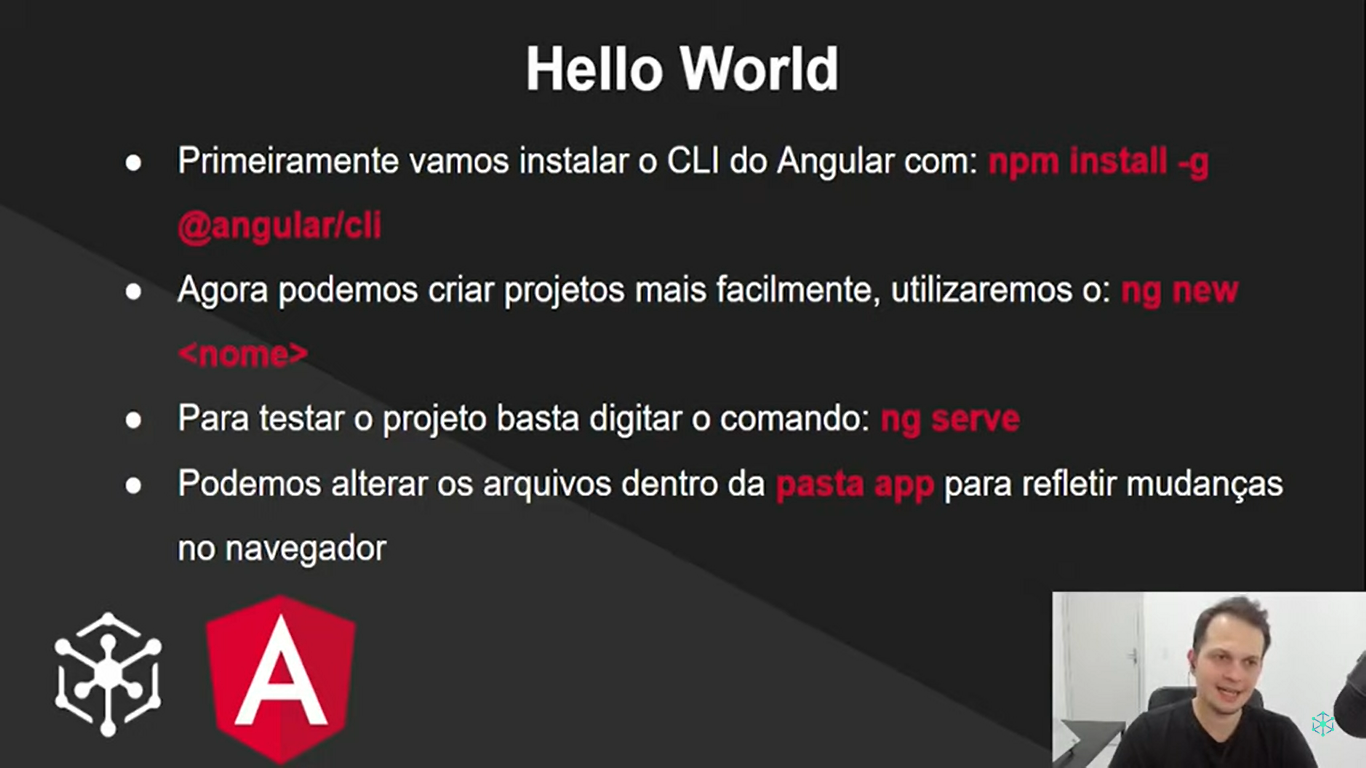 Hello World
● Primeiramente vamos instalar o CLI do Angular com: npm install -g
@angular/cli
● Agora podemos criar projetos mais facilmente, utilizaremos o: ng new
<nome>
● Para testar o projeto basta digitar o comando: ng serve
● Podemos alterar os arquivos dentro da pasta app para refletir mudanças
no navegador
A